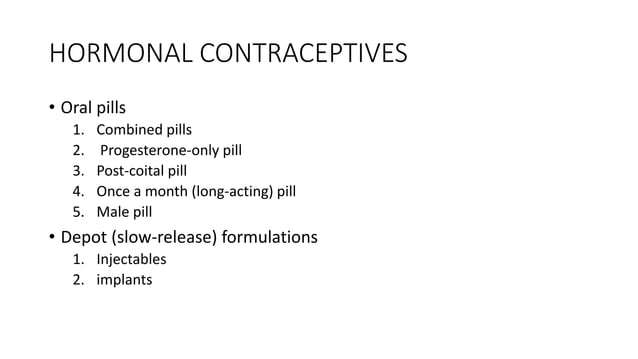 HORMONAL CONTRACEPTIVES
• Oral pills
1. Combined pills
2. Progesterone-only pill
3. Post-coital pill
4. Once a month (long-acting) pill
5. Male pill
• Depot (slow-release) formulations
1. Injectables
2. implants